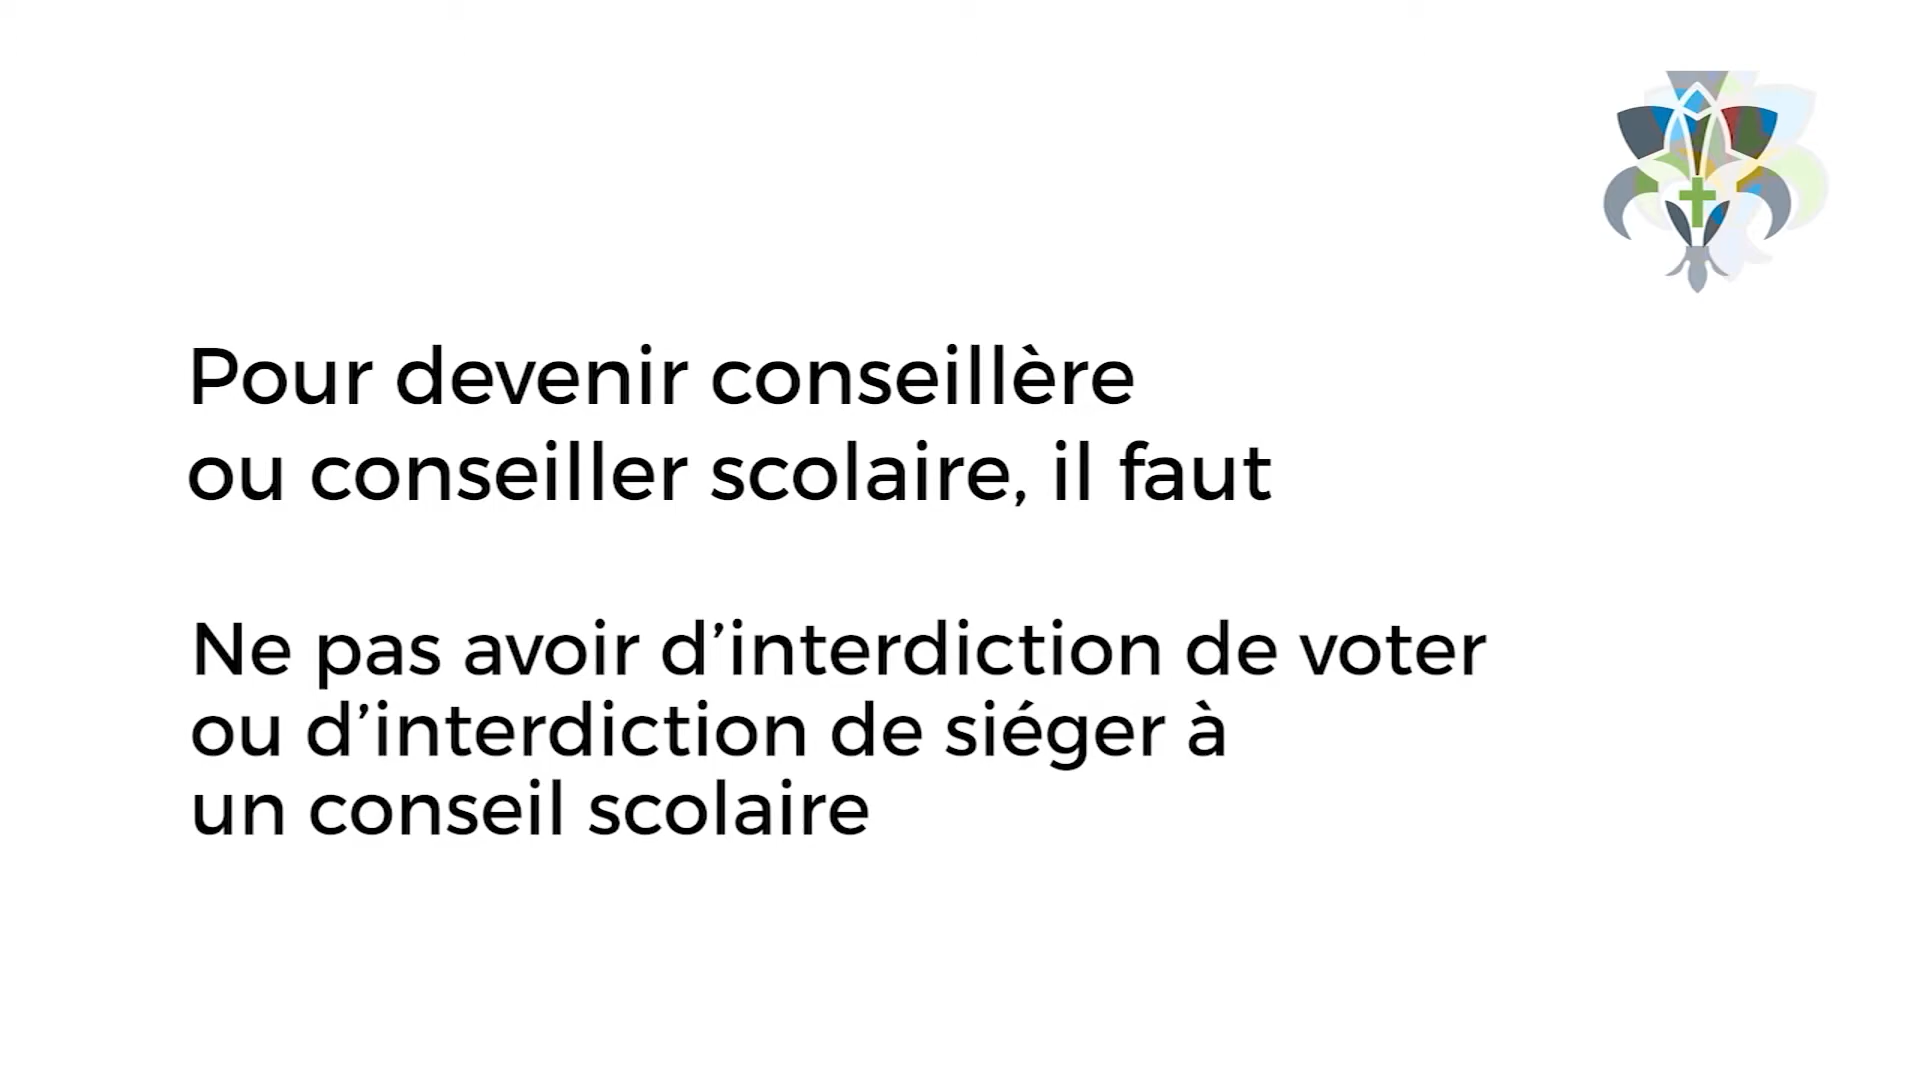 Pour devenir conseillère
ou conseiller scolaire, il faut
Ne pas avoir d’interdiction de voter
ou d’interdiction de siéger à
un conseil scolaire